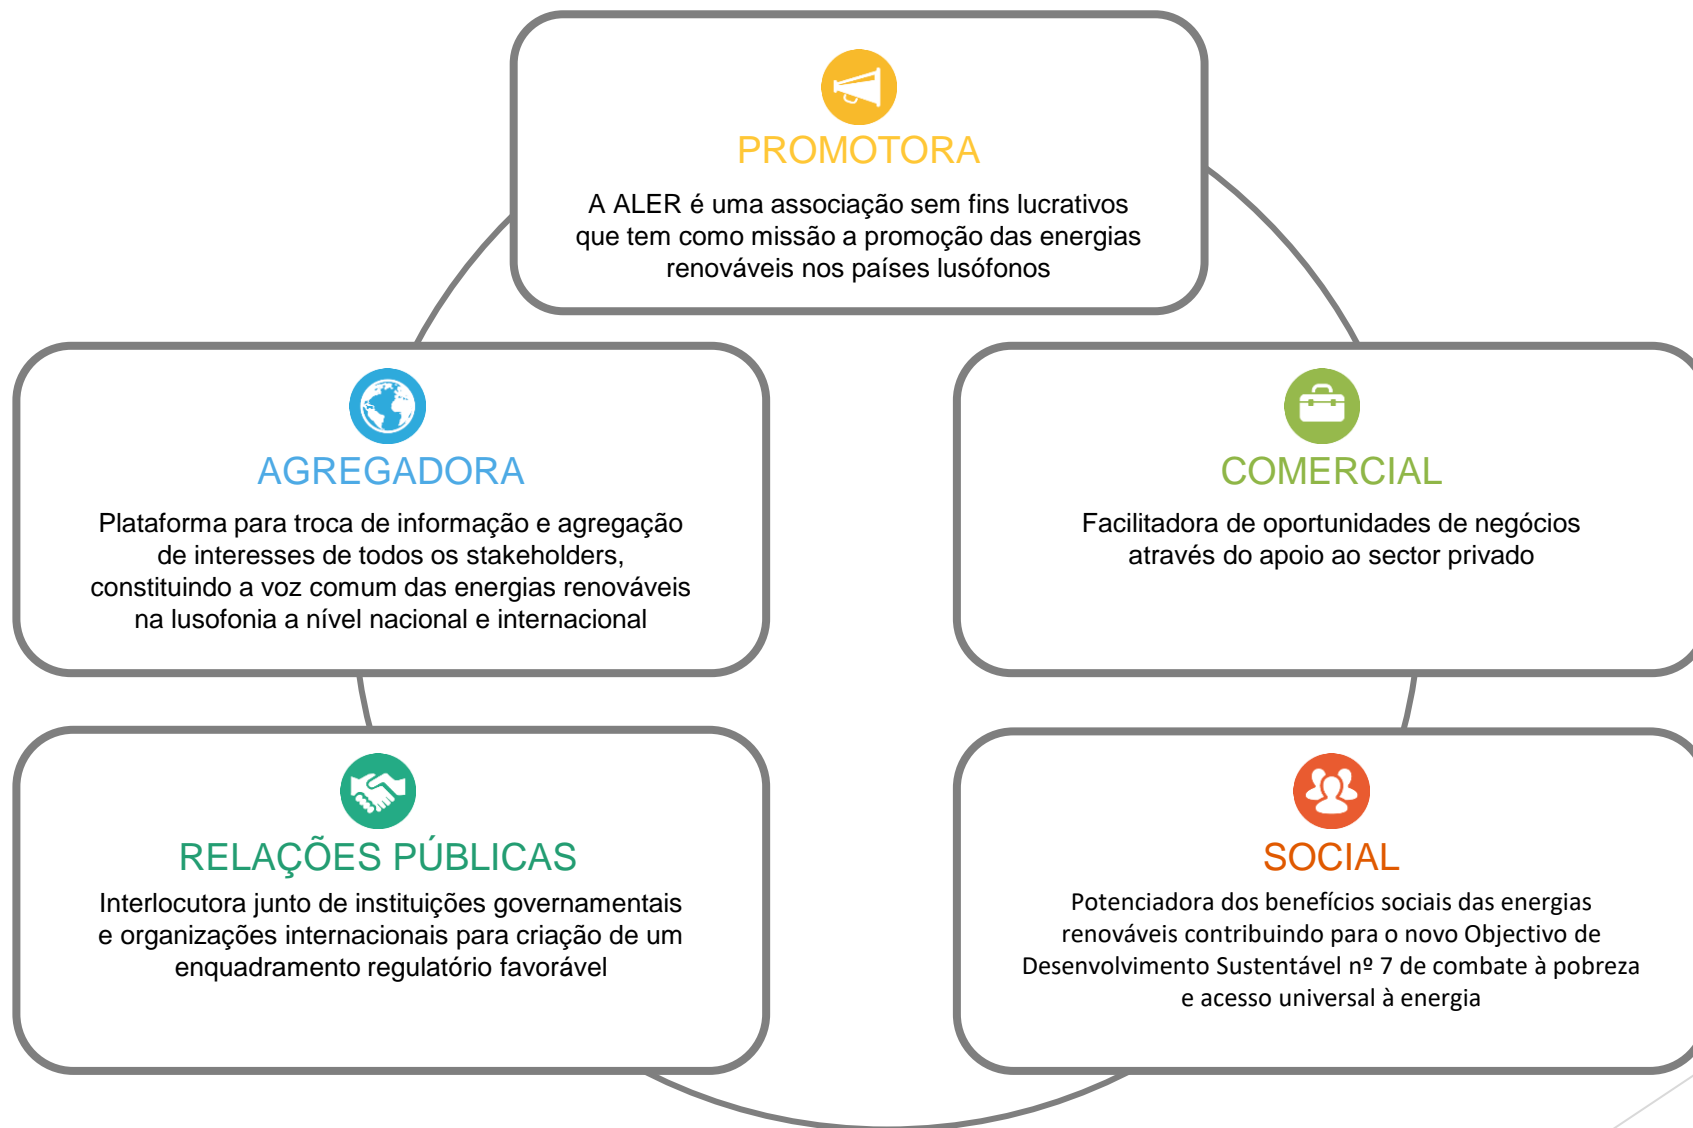 PROMOTORA
A ALER é uma associação sem fins lucrativos
que tem como missão a promoção das energias
renováveis nos países lusófonos
AGREGADORA
Plataforma para troca de informação e agregação
de interesses de todos os stakeholders,
constituindo a voz comum das energias renováveis
na lusofonia a nível nacional e internacional
COMERCIAL
Facilitadora de oportunidades de negócios
através do apoio ao sector privado
RELAÇÕES PÚBLICAS
Interlocutora junto de instituições governamentais
e organizações internacionais para criação de um
enquadramento regulatório favorável
SOCIAL
Potenciadora dos benefícios sociais das energias
renováveis contribuindo para o novo Objectivo de
Desenvolvimento Sustentável nº 7 de combate à pobreza
e acesso universal à energia